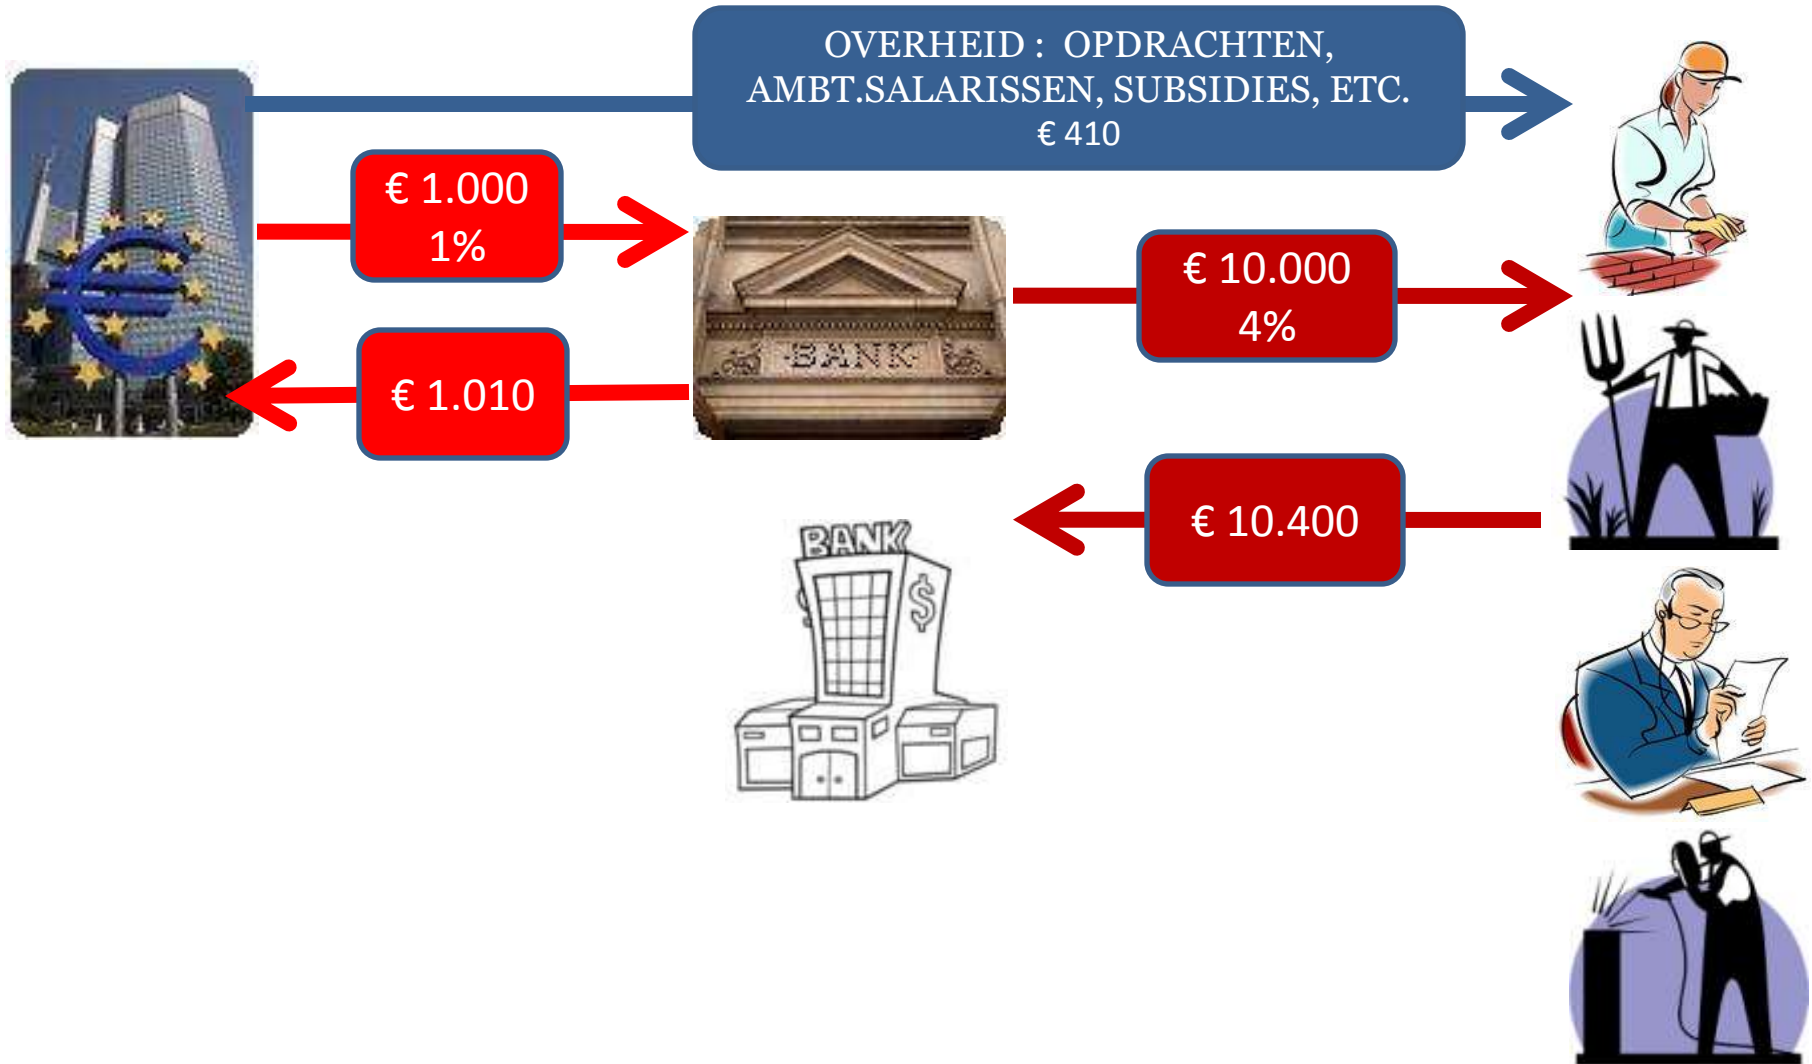 OVERHEID :  OPDRACHTEN,
AMBT.SALARISSEN, SUBSIDIES, ETC.
€ 410
€ 1.000
1%
€ 10.000
4%
BANK
€ 1.010
€ 10.400
BANK
$